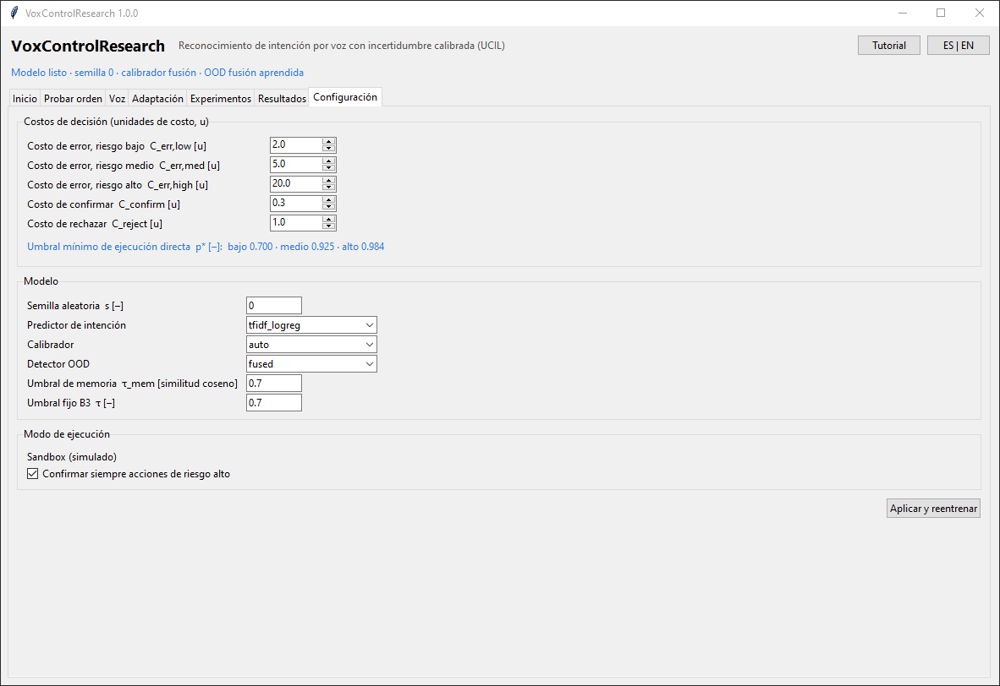 VoxControlResearch 1.0.0
VoxControlResearch Reconocimiento de intención por voz con incertidumbre calibrada (UCIL) Tutorial ES | EN
Modelo listo · semilla 0 · calibrador fusión · OOD fusión aprendida
Inicio Probar orden Voz Adaptación Experimentos Resultados Configuración
Costos de decisión (unidades de costo, u)
Costo de error, riesgo bajo C_err,low [u] 2.0
Costo de error, riesgo medio C_err,med [u] 5.0
Costo de error, riesgo alto C_err,high [u] 20.0
Costo de confirmar C_confirm [u] 0.3
Costo de rechazar C_reject [u] 1.0
Umbral mínimo de ejecución directa p* [–]: bajo 0.700 · medio 0.925 · alto 0.984
Modelo
Semilla aleatoria s [–] 0
Predictor de intención tfidf_logreg
Calibrador auto
Detector OOD fused
Umbral de memoria τ_mem [similitud coseno] 0.7
Umbral fijo B3 τ [–] 0.7
Modo de ejecución
Sandbox (simulado)
Confirmar siempre acciones de riesgo alto
Aplicar y reentrenar